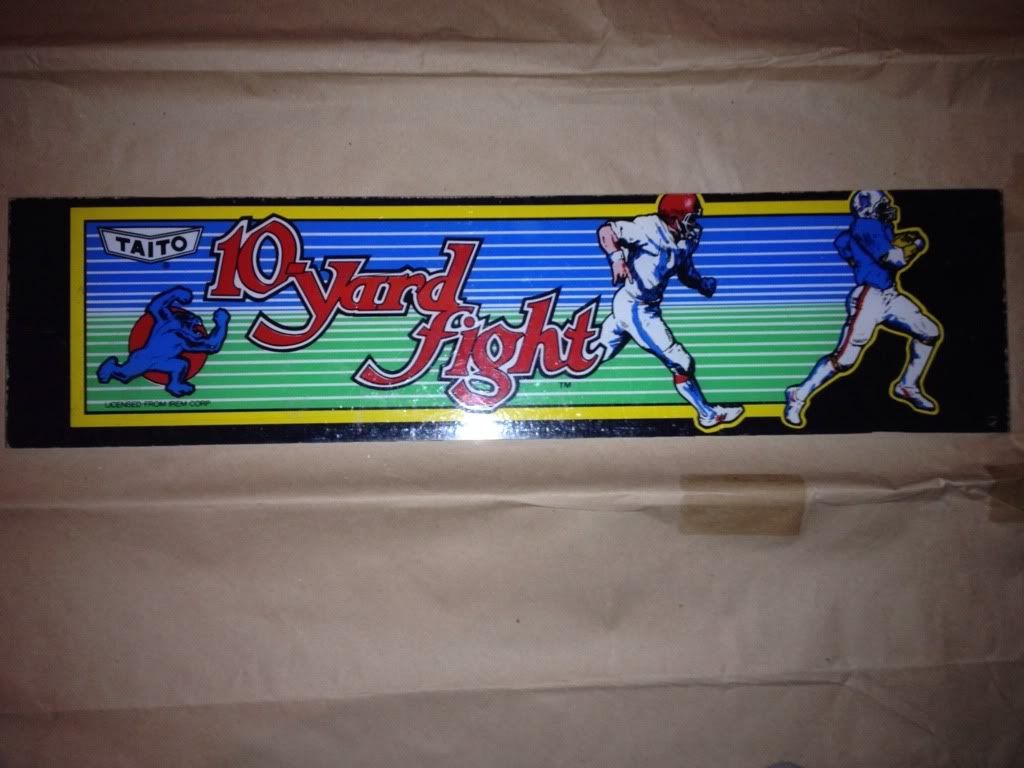 TAITO
®
10-yard
fight
TM
LICENSED FROM IREM CORP